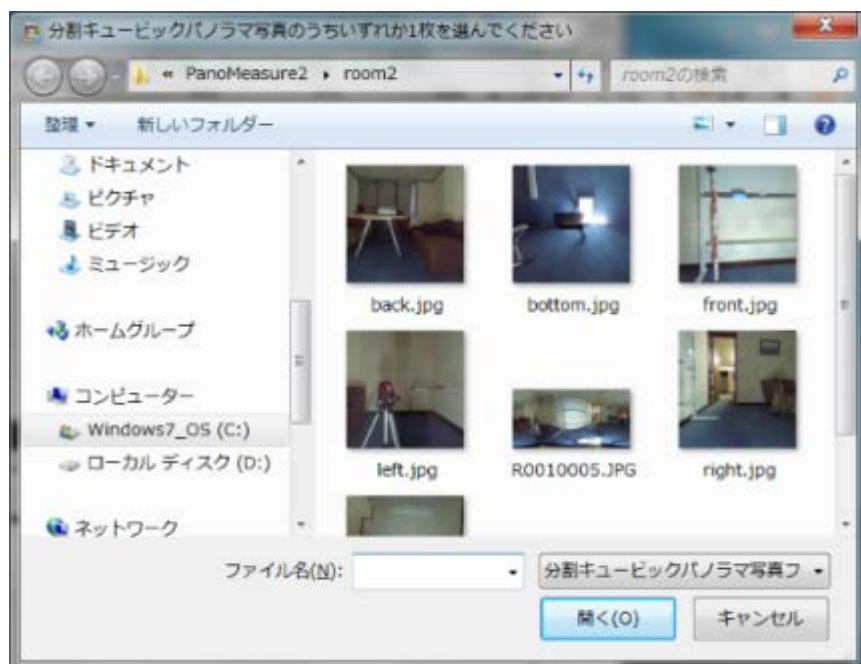 分割キュービックパノラマ写真のうちいずれか1枚を選んでください
« PanoMeasure2 ▸ room2
room2の検索
整理 ▼ 新しいフォルダー
ドキュメント
ピクチャ
ビデオ
ミュージック
ホームグループ
コンピューター
Windows7_OS (C:)
ローカル ディスク (D:)
ネットワーク
back.jpg bottom.jpg front.jpg
left.jpg R0010005.JPG right.jpg
ファイル名(N):
分割キュービックパノラマ写真フ
開く(O) キャンセル